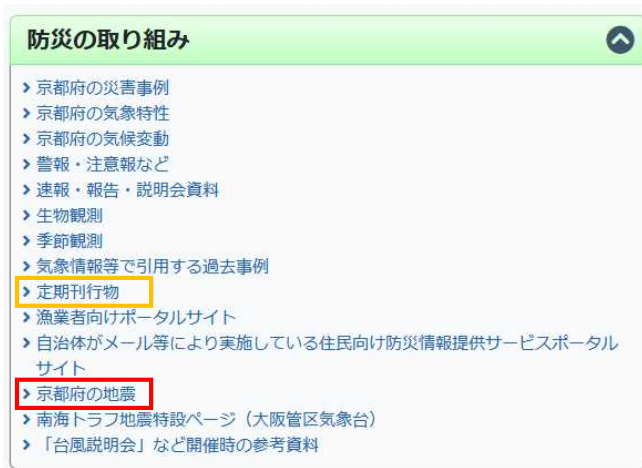 防災の取り組み
京都府の災害事例
京都府の気象特性
京都府の気候変動
警報・注意報など
速報・報告・説明会資料
生物観測
季節観測
気象情報等で引用する過去事例
定期刊行物
漁業者向けポータルサイト
自治体がメール等により実施している住民向け防災情報提供サービスポータル
サイト
京都府の地震
南海トラフ地震特設ページ（大阪管区気象台）
「台風説明会」など開催時の参考資料